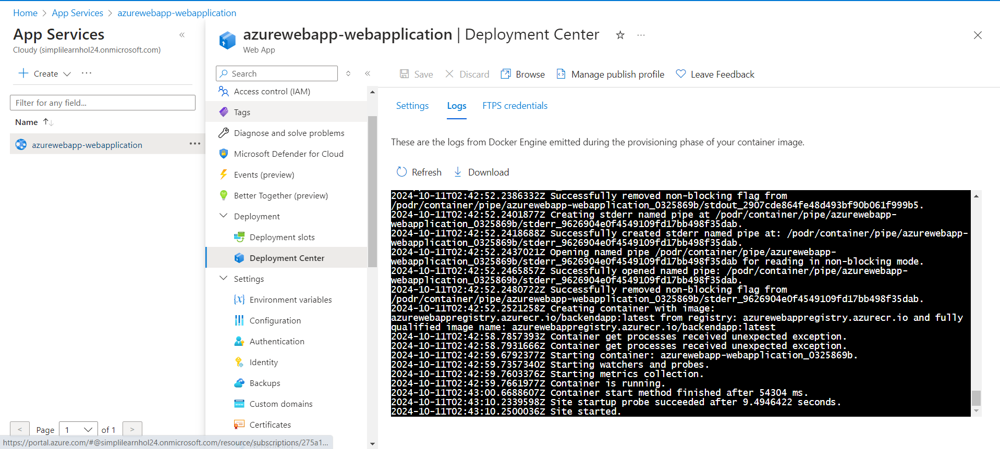 Home > App Services > azurewebapp-webapplication
App Services
Cloudy (simplilearnhol24.onmicrosoft.com)
Create
Filter for any field...
Name
azurewebapp-webapplication
< Page 1 of 1 >
https://portal.azure.com/#@simplilearnhol24.onmicrosoft.com/resource/subscriptions/275a1...
azurewebapp-webapplication | Deployment Center
Web App
Search
Access control (IAM)
Tags
Diagnose and solve problems
Microsoft Defender for Cloud
Events (preview)
Better Together (preview)
Deployment
Deployment slots
Deployment Center
Settings
Environment variables
Configuration
Authentication
Identity
Backups
Custom domains
Certificates
Save Discard Browse Manage publish profile Leave Feedback
Settings Logs FTPS credentials
These are the logs from Docker Engine emitted during the provisioning phase of your container image.
Refresh Download
2024-10-11T02:42:52.2386332Z Successfully removed non-blocking flag from
/podr/container/pipe/azurewebapp-webapplication_0325869b/stdout_2907cde864fe48d493bf90b061f999b5.
2024-10-11T02:42:52.2401877Z Creating stderr named pipe at /podr/container/pipe/azurewebapp-
webapplication_0325869b/stderr_9626904e0f4549109fd17bb498f35dab.
2024-10-11T02:42:52.2418688Z Successfully created stderr named pipe at: /podr/container/pipe/azurewebapp-
webapplication_0325869b/stderr_9626904e0f4549109fd17bb498f35dab.
2024-10-11T02:42:52.2437021Z Opening named pipe /podr/container/pipe/azurewebapp-
webapplication_0325869b/stderr_9626904e0f4549109fd17bb498f35dab for reading in non-blocking mode.
2024-10-11T02:42:52.2465857Z Successfully opened named pipe: /podr/container/pipe/azurewebapp-
webapplication_0325869b/stderr_9626904e0f4549109fd17bb498f35dab.
2024-10-11T02:42:52.2480722Z Successfully removed non-blocking flag from
/podr/container/pipe/azurewebapp-webapplication_0325869b/stderr_9626904e0f4549109fd17bb498f35dab.
2024-10-11T02:42:52.2521258Z Creating container with image:
azurewebappregistry.azurecr.io/backendapp:latest from registry: azurewebappregistry.azurecr.io and fully
qualified image name: azurewebappregistry.azurecr.io/backendapp:latest
2024-10-11T02:42:58.7857393Z Container get processes received unexpected exception.
2024-10-11T02:42:58.7931666Z Container get processes received unexpected exception.
2024-10-11T02:42:59.6792377Z Starting container: azurewebapp-webapplication_0325869b.
2024-10-11T02:42:59.7357340Z Starting watchers and probes.
2024-10-11T02:42:59.7603376Z Starting metrics collection.
2024-10-11T02:42:59.7661977Z Container is running.
2024-10-11T02:43:00.6688607Z Container start method finished after 54304 ms.
2024-10-11T02:43:10.2339598Z Site startup probe succeeded after 9.4946422 seconds.
2024-10-11T02:43:10.2500036Z Site started.